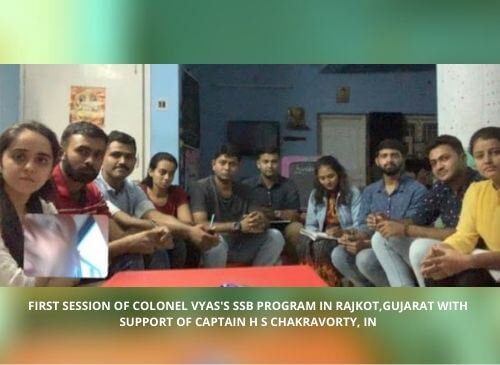 FIRST SESSION OF COLONEL VYAS'S SSB PROGRAM IN RAJKOT,GUJARAT WITH
SUPPORT OF CAPTAIN H S CHAKRAVORTY, IN